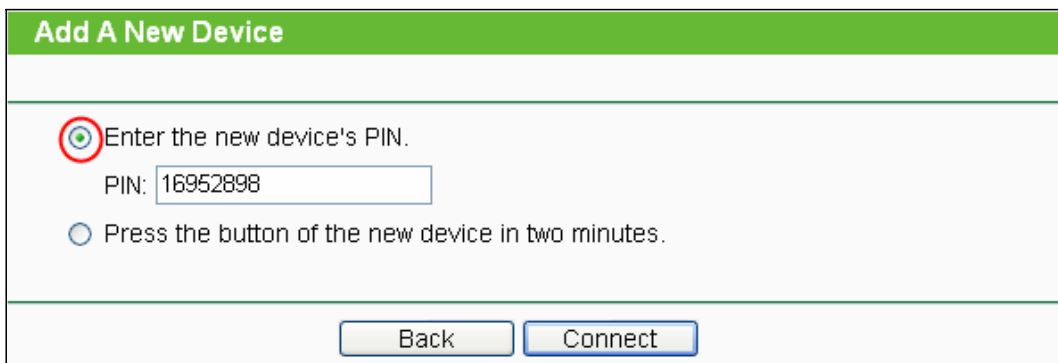 Add A New Device
Enter the new device's PIN.
PIN: 16952898
Press the button of the new device in two minutes.
Back Connect